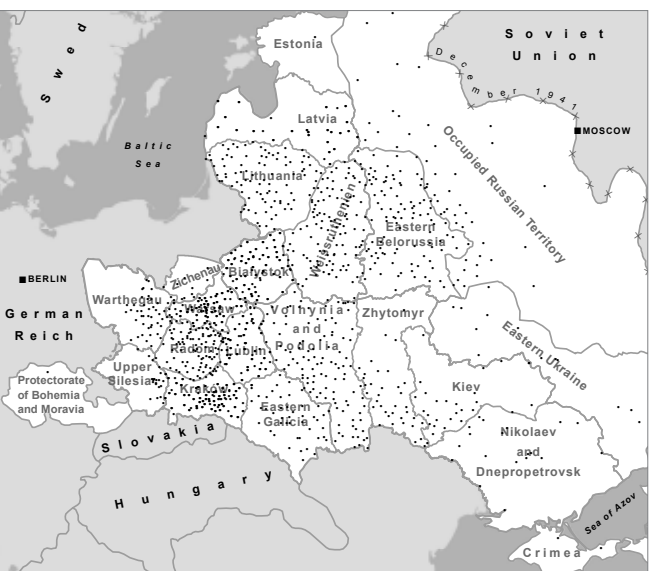 Swed
Soviet
Union
Estonia
December 1941
MOSCOW
Latvia
Baltic
Sea
Occupied Russian Territory
Lithuania
Weissruthenien
Eastern
Belorussia
BERLIN
German
Reich
Zichenau
Bialystok
Warthegau
Warsaw
Volhynia
and
Podolia
Zhytomyr
Radom
Lublin
Eastern Ukraine
Upper
Silesia
Protectorate
of Bohemia
and Moravia
Krakow
Kiev
Eastern
Galicia
Slovakia
Nikolaev
and
Dnepropetrovsk
Hungary
Sea of Azov
Crimea